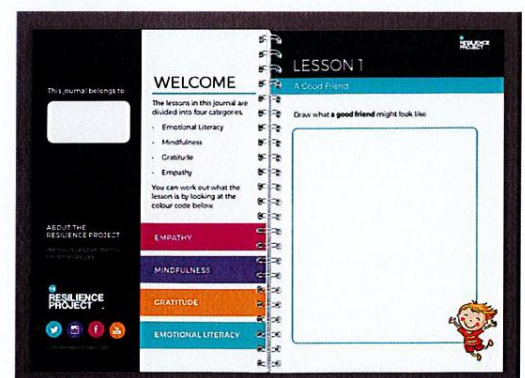 This journal belongs to
ABOUT THE
RESILIENCE PROJECT
THE
RESILIENCE
PROJECT
WELCOME
The lessons in this journal are
divided into four categories
· Emotional Literacy
· Mindfulness
· Gratitude
· Empathy
You can work out what the
lesson is by looking at the
colour code below.
EMPATHY
MINDFULNESS
GRATITUDE
EMOTIONAL LITERACY
RESILIENCE
PROJECT
LESSON 1
A Good Friend
Draw what a good friend might look like.